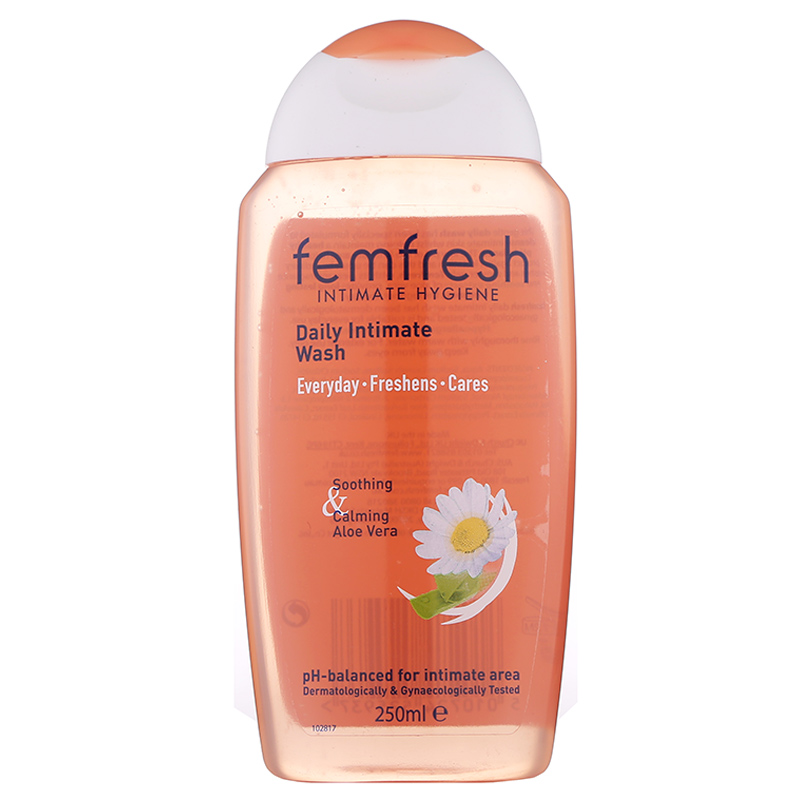 femfresh
INTIMATE HYGIENE
Daily Intimate
Wash
Everyday • Freshens • Cares
Soothing
&
Calming
Aloe Vera
pH-balanced for intimate area
Dermatologically & Gynaecologically Tested
250ml ℮
102817